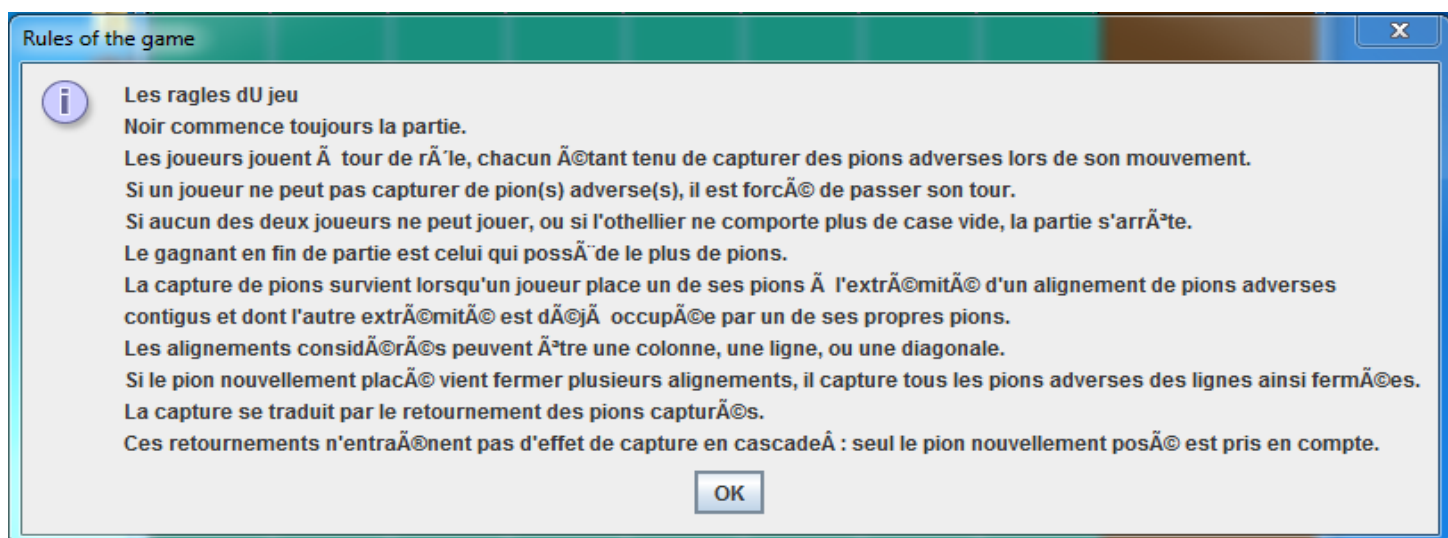 Rules of the game
Les ragles dU jeu
Noir commence toujours la partie.
Les joueurs jouent Ã  tour de rÃ´le, chacun Ã©tant tenu de capturer des pions adverses lors de son mouvement.
Si un joueur ne peut pas capturer de pion(s) adverse(s), il est forcÃ© de passer son tour.
Si aucun des deux joueurs ne peut jouer, ou si l'othellier ne comporte plus de case vide, la partie s'arrÃªte.
Le gagnant en fin de partie est celui qui possÃ¨de le plus de pions.
La capture de pions survient lorsqu'un joueur place un de ses pions Ã  l'extrÃ©mitÃ© d'un alignement de pions adverses
contigus et dont l'autre extrÃ©mitÃ© est dÃ©jÃ  occupÃ©e par un de ses propres pions.
Les alignements considÃ©rÃ©s peuvent Ãªtre une colonne, une ligne, ou une diagonale.
Si le pion nouvellement placÃ© vient fermer plusieurs alignements, il capture tous les pions adverses des lignes ainsi fermÃ©es.
La capture se traduit par le retournement des pions capturÃ©s.
Ces retournements n'entraÃ®nent pas d'effet de capture en cascadeÂ : seul le pion nouvellement posÃ© est pris en compte.
OK